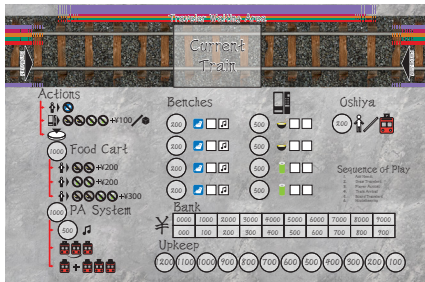 Traveler Waiting Area
Current
Train
Actions
+¥100
1000 Food Cart
+¥200
+¥200
+¥300
1000 PA System
500
Benches
200 500
200 500
200 500
200 500
Oshiya
200
Sequence of Play
Bank
¥ 0000 1000 2000 3000 4000 5000 6000 7000 8000 9000
000 100 200 300 400 500 600 700 800 900
Upkeep
1200 1100 1000 900 800 700 600 500 400 300 200 100